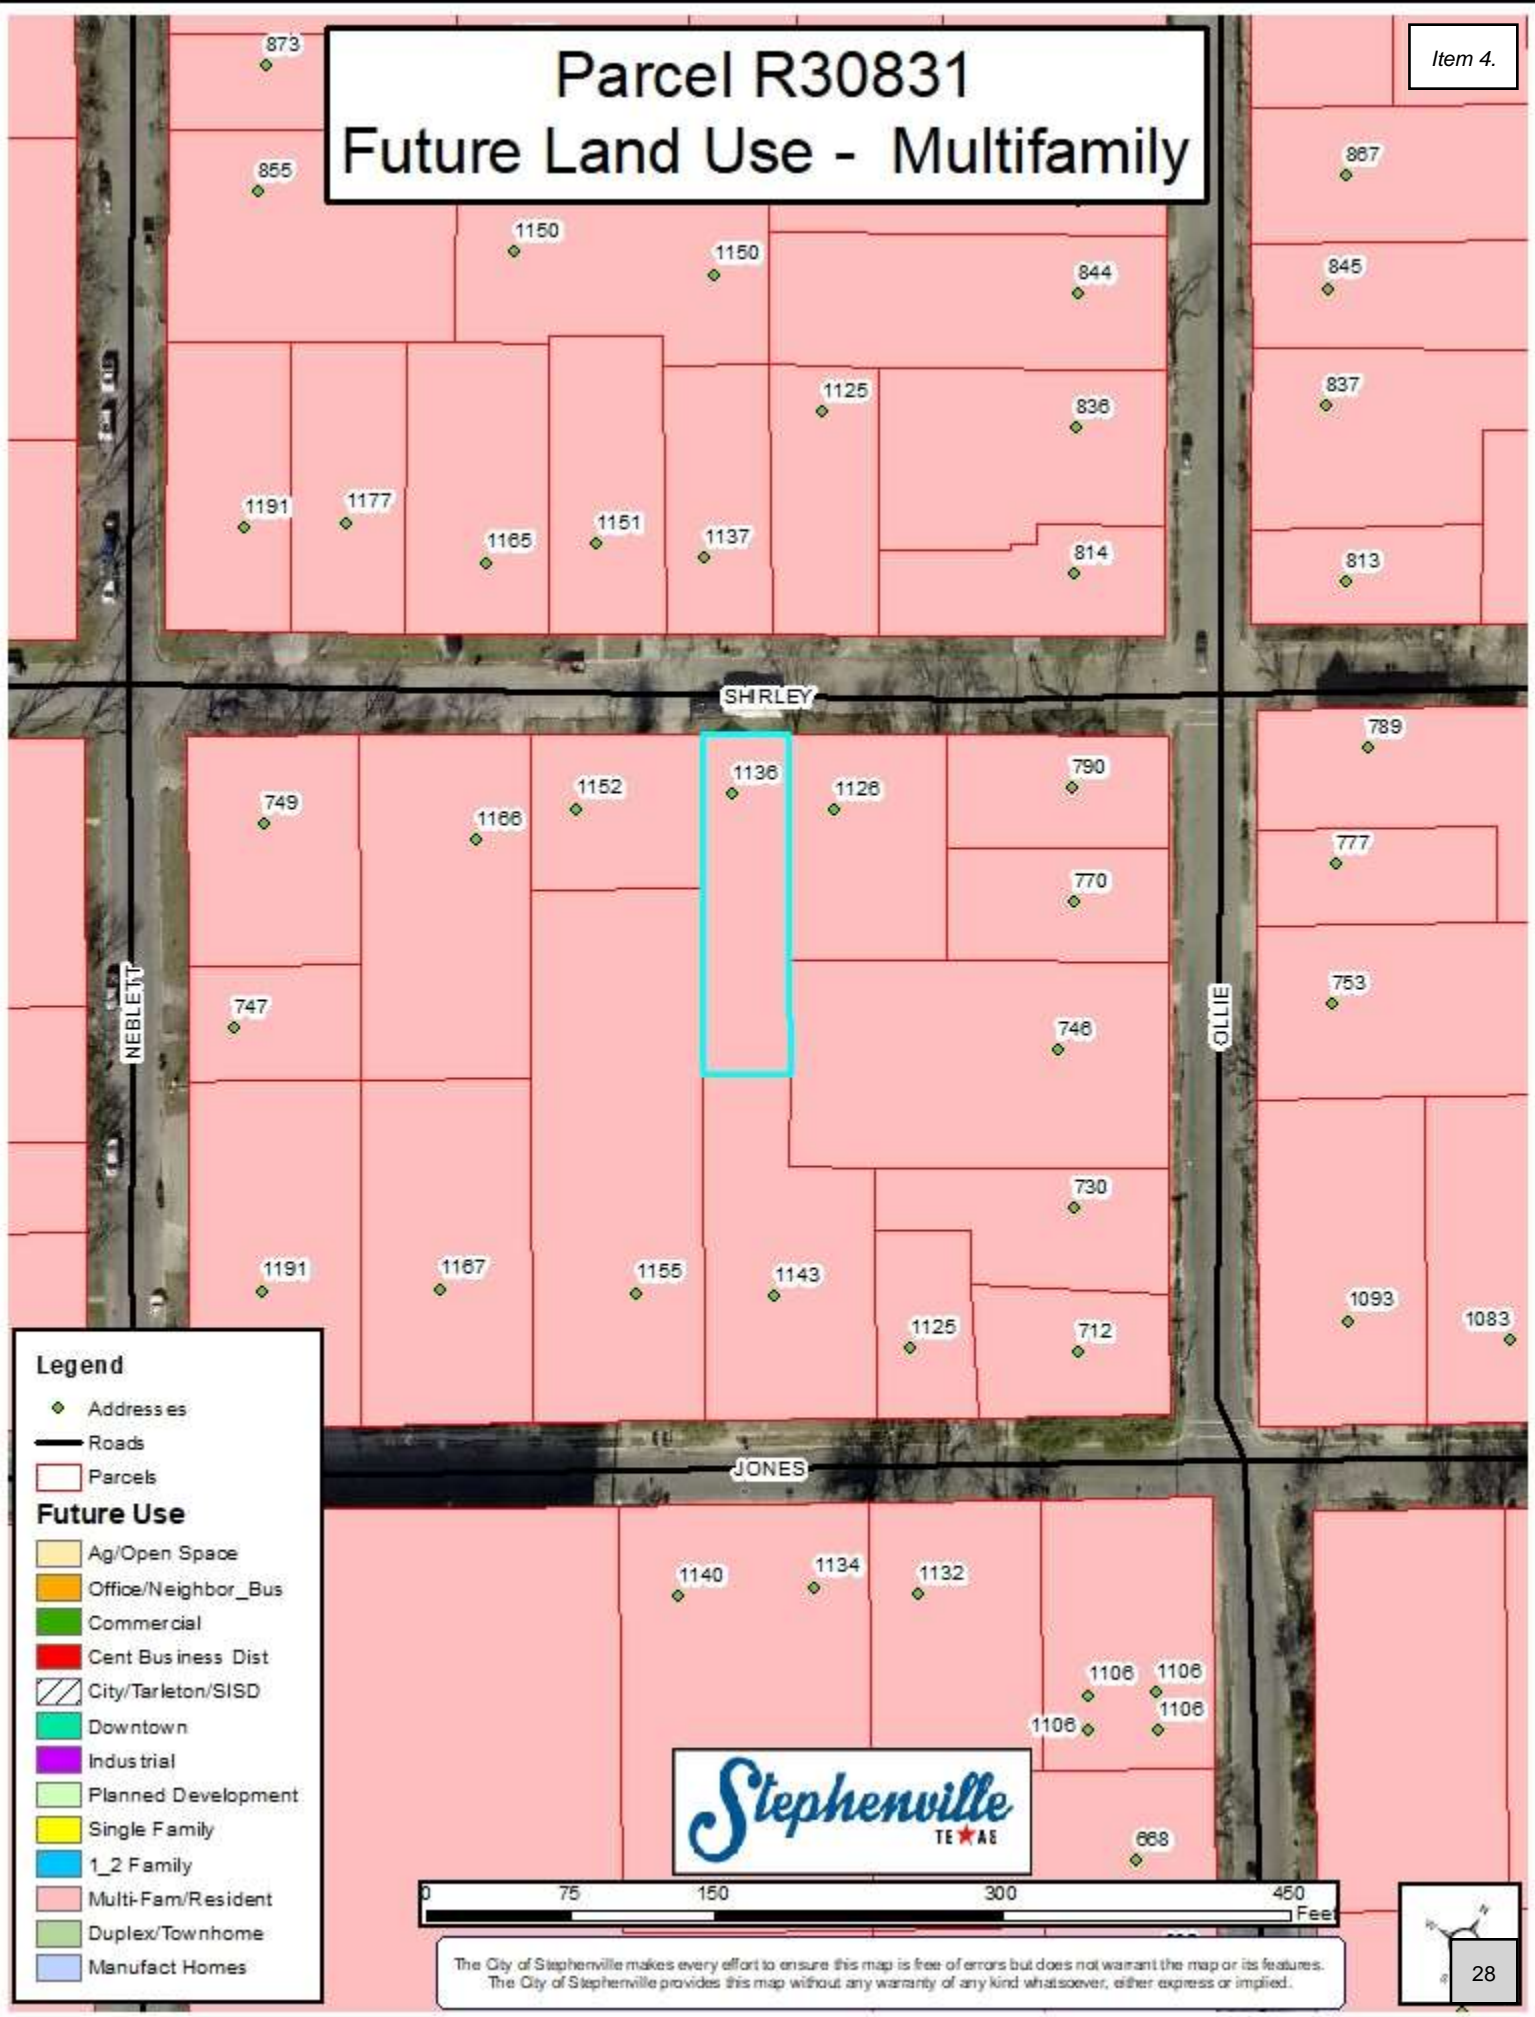 Parcel R30831
Future Land Use - Multifamily
Item 4.
873
855
867
1150
1150
844
845
1125
836
837
1191
1177
1165
1151
1137
814
813
SHIRLEY
789
749
1166
1152
1136
1126
790
777
770
747
NEBLETT
746
OLLIE
753
730
1191
1167
1155
1143
1125
712
1093
1083
JONES
1140
1134
1132
1106
1106
1106
1106
668
Legend
Addresses
Roads
Parcels
Future Use
Ag/Open Space
Office/Neighbor_Bus
Commercial
Cent Business Dist
City/Tarleton/SISD
Downtown
Industrial
Planned Development
Single Family
1_2 Family
Multi-Fam/Resident
Duplex/Townhome
Manufact Homes
Stephenville
TEXAS
0 75 150 300 450
Feet
The City of Stephenville makes every effort to ensure this map is free of errors but does not warrant the map or its features.
The City of Stephenville provides this map without any warranty of any kind whatsoever, either express or implied.
N
28